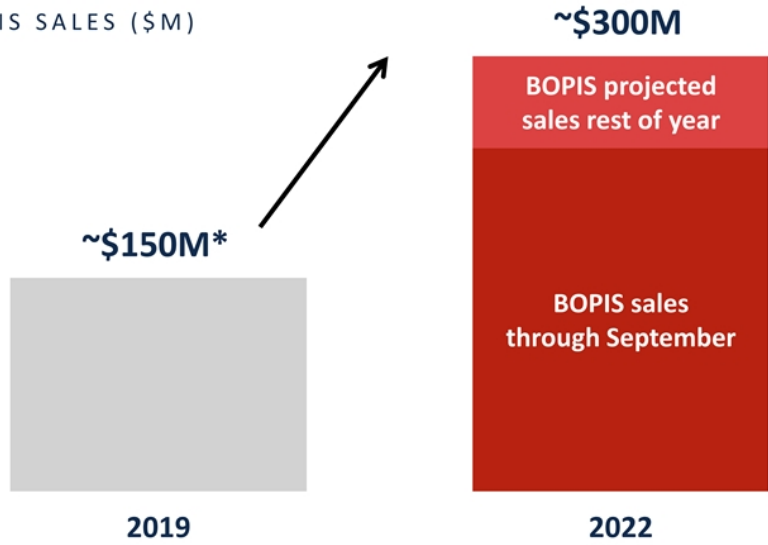 IS SALES ($M)
~$300M
BOPIS projected
sales rest of year
~$150M*
BOPIS sales
through September
2019
2022